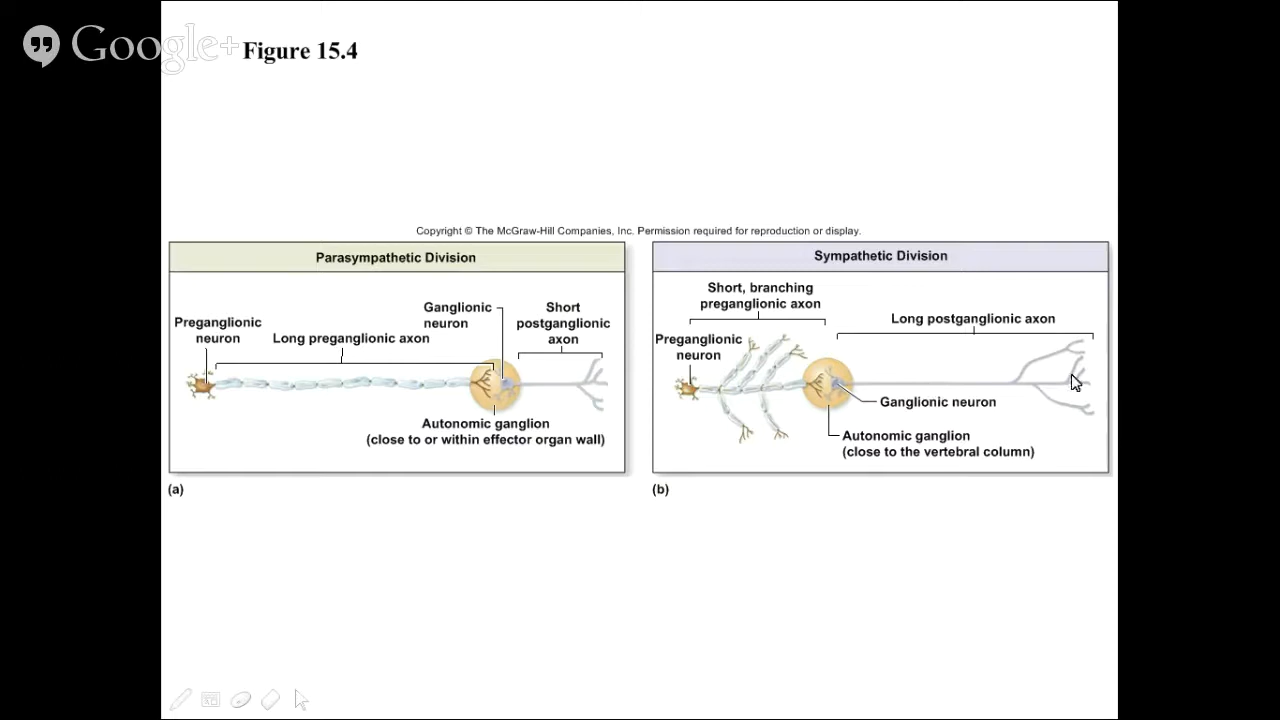 Google+
Figure 15.4
Copyright © The McGraw-Hill Companies, Inc. Permission required for reproduction or display.
Parasympathetic Division
Preganglionic
neuron
Long preganglionic axon
Ganglionic
neuron
Short
postganglionic
axon
Autonomic ganglion
(close to or within effector organ wall)
(a)
Sympathetic Division
Short, branching
preganglionic axon
Preganglionic
neuron
Long postganglionic axon
Ganglionic neuron
Autonomic ganglion
(close to the vertebral column)
(b)